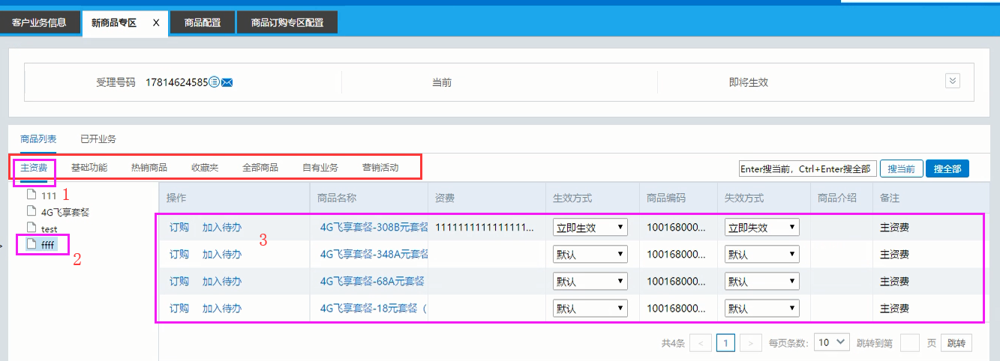 客户业务信息 新商品专区 X 商品配置 商品订购专区配置
受理号码 17814624585 当前 即将生效
商品列表 已开业务
主资费 基础功能 热销商品 收藏夹 全部商品 自有业务 营销活动 Enter搜当前，Ctrl+Enter搜全部 搜当前 搜全部
111 1
4G飞享套餐
test
ffff
2
操作 商品名称 资费 生效方式 商品编码 失效方式 商品介绍 备注
订购 加入待办 4G飞享套餐-308B元套餐 11111111111111111... 立即生效 100168000... 立即失效 主资费
3
订购 加入待办 4G飞享套餐-348A元套餐 默认 100168000... 默认 主资费
订购 加入待办 4G飞享套餐-68A元套餐 默认 100168000... 默认 主资费
订购 加入待办 4G飞享套餐-18元套餐（ 默认 100168000... 默认 主资费
共4条 < 1 > 每页条数: 10 跳转到第 页 跳转